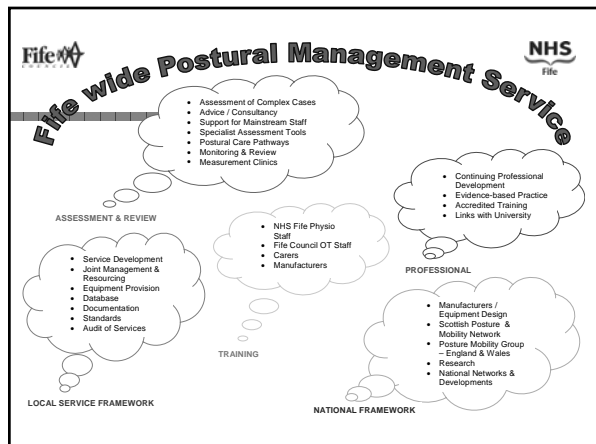 Fife
COUNCIL
Fife wide Postural Management Service
NHS
Fife
• Assessment of Complex Cases
• Advice / Consultancy
• Support for Mainstream Staff
• Specialist Assessment Tools
• Postural Care Pathways
• Monitoring & Review
• Measurement Clinics
ASSESSMENT & REVIEW
• Continuing Professional
Development
• Evidence-based Practice
• Accredited Training
• Links with University
PROFESSIONAL
• NHS Fife Physio
Staff
• Fife Council OT Staff
• Carers
• Manufacturers
TRAINING
• Service Development
• Joint Management &
Resourcing
• Equipment Provision
• Database
• Documentation
• Standards
• Audit of Services
LOCAL SERVICE FRAMEWORK
• Manufacturers /
Equipment Design
• Scottish Posture &
Mobility Network
• Posture Mobility Group
– England & Wales
• Research
• National Networks &
Developments
NATIONAL FRAMEWORK